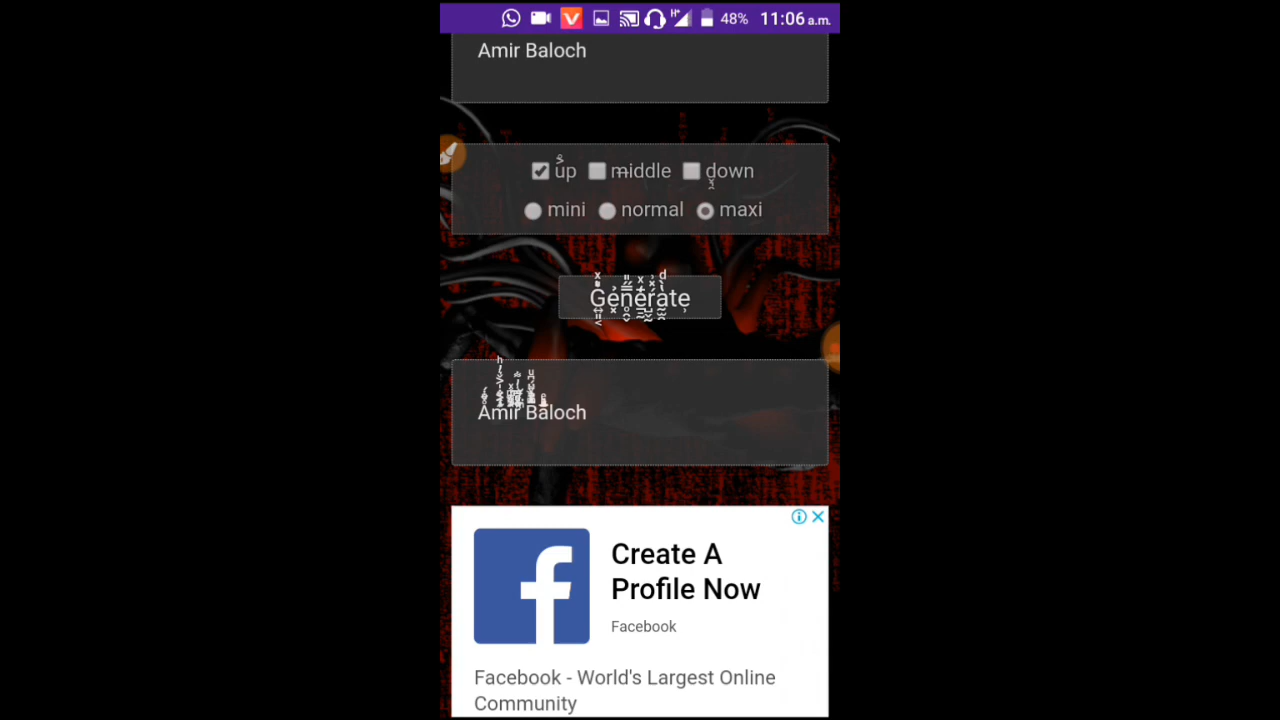 48% 11:06 a.m.
Amir Baloch
up middle down
mini normal maxi
Generate
Amir Baloch
Create A
Profile Now
Facebook
Facebook - World's Largest Online
Community